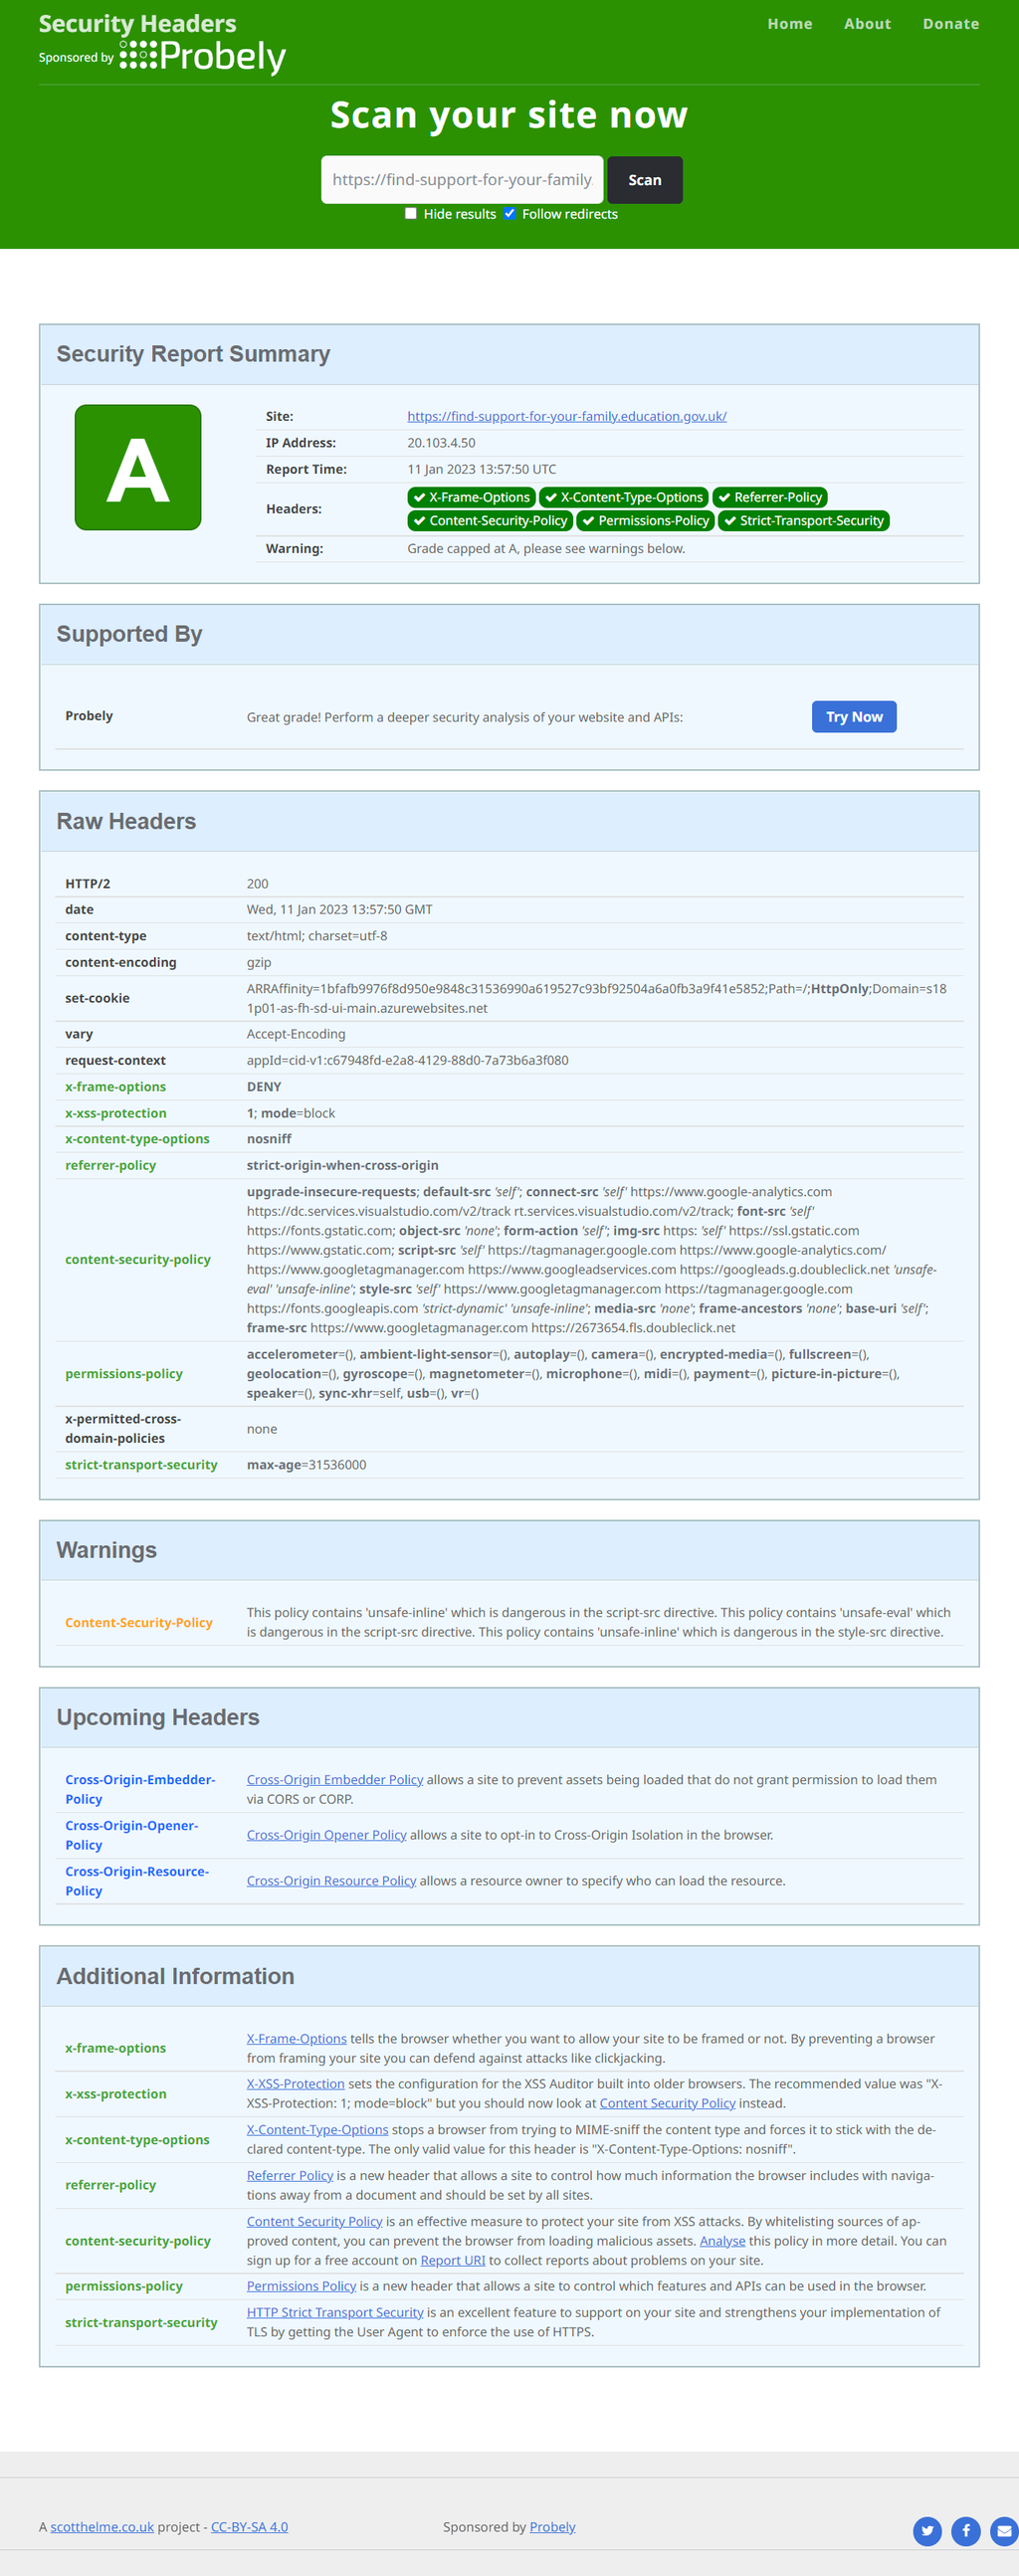 Security Headers
Home About Donate
Sponsored by Probely
Scan your site now
https://find-support-for-your-family.
Scan
Hide results Follow redirects
Security Report Summary
A
Site: https://find-support-for-your-family.education.gov.uk/
IP Address: 20.103.4.50
Report Time: 11 Jan 2023 13:57:50 UTC
Headers: X-Frame-Options X-Content-Type-Options Referrer-Policy
Content-Security-Policy Permissions-Policy Strict-Transport-Security
Warning: Grade capped at A, please see warnings below.
Supported By
Probely Great grade! Perform a deeper security analysis of your website and APIs: Try Now
Raw Headers
HTTP/2 200
date Wed, 11 Jan 2023 13:57:50 GMT
content-type text/html; charset=utf-8
content-encoding gzip
set-cookie ARRAffinity=1bfafb9976f8d950e9848c31536990a619527c93bf92504a6a0fb3a9f41e5852;Path=/;HttpOnly;Domain=s18
1p01-as-fh-sd-ui-main.azurewebsites.net
vary Accept-Encoding
request-context appId=cid-v1:c67948fd-e2a8-4129-88d0-7a73b6a3f080
x-frame-options DENY
x-xss-protection 1; mode=block
x-content-type-options nosniff
referrer-policy strict-origin-when-cross-origin
content-security-policy upgrade-insecure-requests; default-src 'self'; connect-src 'self' https://www.google-analytics.com
https://dc.services.visualstudio.com/v2/track rt.services.visualstudio.com/v2/track; font-src 'self'
https://fonts.gstatic.com; object-src 'none'; form-action 'self'; img-src https: 'self' https://ssl.gstatic.com
https://www.gstatic.com; script-src 'self' https://tagmanager.google.com https://www.google-analytics.com/
https://www.googletagmanager.com https://www.googleadservices.com https://googleads.g.doubleclick.net 'unsafe-
eval' 'unsafe-inline'; style-src 'self' https://www.googletagmanager.com https://tagmanager.google.com
https://fonts.googleapis.com 'strict-dynamic' 'unsafe-inline'; media-src 'none'; frame-ancestors 'none'; base-uri 'self';
frame-src https://www.googletagmanager.com https://2673654.fls.doubleclick.net
permissions-policy accelerometer=(), ambient-light-sensor=(), autoplay=(), camera=(), encrypted-media=(), fullscreen=(),
geolocation=(), gyroscope=(), magnetometer=(), microphone=(), midi=(), payment=(), picture-in-picture=(),
speaker=(), sync-xhr=self, usb=(), vr=()
x-permitted-cross-
domain-policies none
strict-transport-security max-age=31536000
Warnings
Content-Security-Policy This policy contains 'unsafe-inline' which is dangerous in the script-src directive. This policy contains 'unsafe-eval' which
is dangerous in the script-src directive. This policy contains 'unsafe-inline' which is dangerous in the style-src directive.
Upcoming Headers
Cross-Origin-Embedder-
Policy Cross-Origin Embedder Policy allows a site to prevent assets being loaded that do not grant permission to load them
via CORS or CORP.
Cross-Origin-Opener-
Policy Cross-Origin Opener Policy allows a site to opt-in to Cross-Origin Isolation in the browser.
Cross-Origin-Resource-
Policy Cross-Origin Resource Policy allows a resource owner to specify who can load the resource.
Additional Information
x-frame-options X-Frame-Options tells the browser whether you want to allow your site to be framed or not. By preventing a browser
from framing your site you can defend against attacks like clickjacking.
x-xss-protection X-XSS-Protection sets the configuration for the XSS Auditor built into older browsers. The recommended value was "X-
XSS-Protection: 1; mode=block" but you should now look at Content Security Policy instead.
x-content-type-options X-Content-Type-Options stops a browser from trying to MIME-sniff the content type and forces it to stick with the de-
clared content-type. The only valid value for this header is "X-Content-Type-Options: nosniff".
referrer-policy Referrer Policy is a new header that allows a site to control how much information the browser includes with naviga-
tions away from a document and should be set by all sites.
content-security-policy Content Security Policy is an effective measure to protect your site from XSS attacks. By whitelisting sources of ap-
proved content, you can prevent the browser from loading malicious assets. Analyse this policy in more detail. You can
sign up for a free account on Report URI to collect reports about problems on your site.
permissions-policy Permissions Policy is a new header that allows a site to control which features and APIs can be used in the browser.
strict-transport-security HTTP Strict Transport Security is an excellent feature to support on your site and strengthens your implementation of
TLS by getting the User Agent to enforce the use of HTTPS.
A scotthelme.co.uk project - CC-BY-SA 4.0 Sponsored by Probely